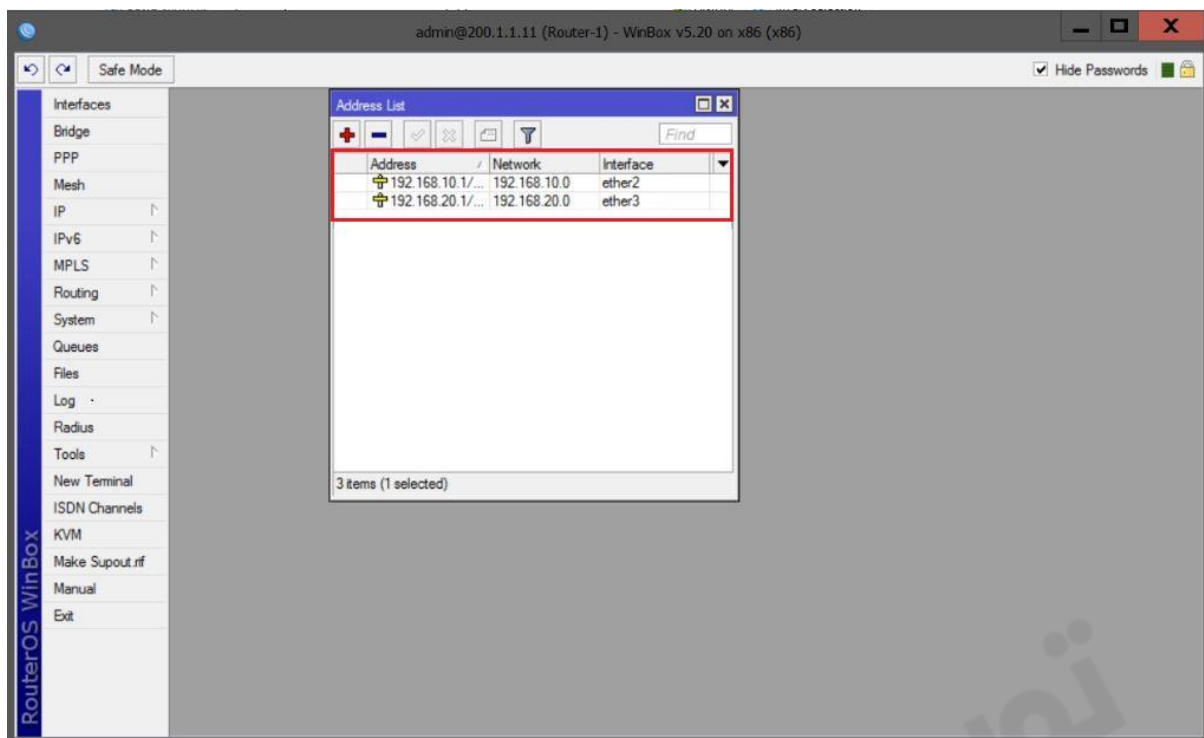 admin@200.1.1.11 (Router-1) - WinBox v5.20 on x86 (x86)
Safe Mode
Hide Passwords
Interfaces
Bridge
PPP
Mesh
IP
IPv6
MPLS
Routing
System
Queues
Files
Log
Radius
Tools
New Terminal
ISDN Channels
KVM
Make Supout.rif
Manual
Exit
RouterOS WinBox
Address List
Find
Address Network Interface
192.168.10.1/... 192.168.10.0 ether2
192.168.20.1/... 192.168.20.0 ether3
3 items (1 selected)